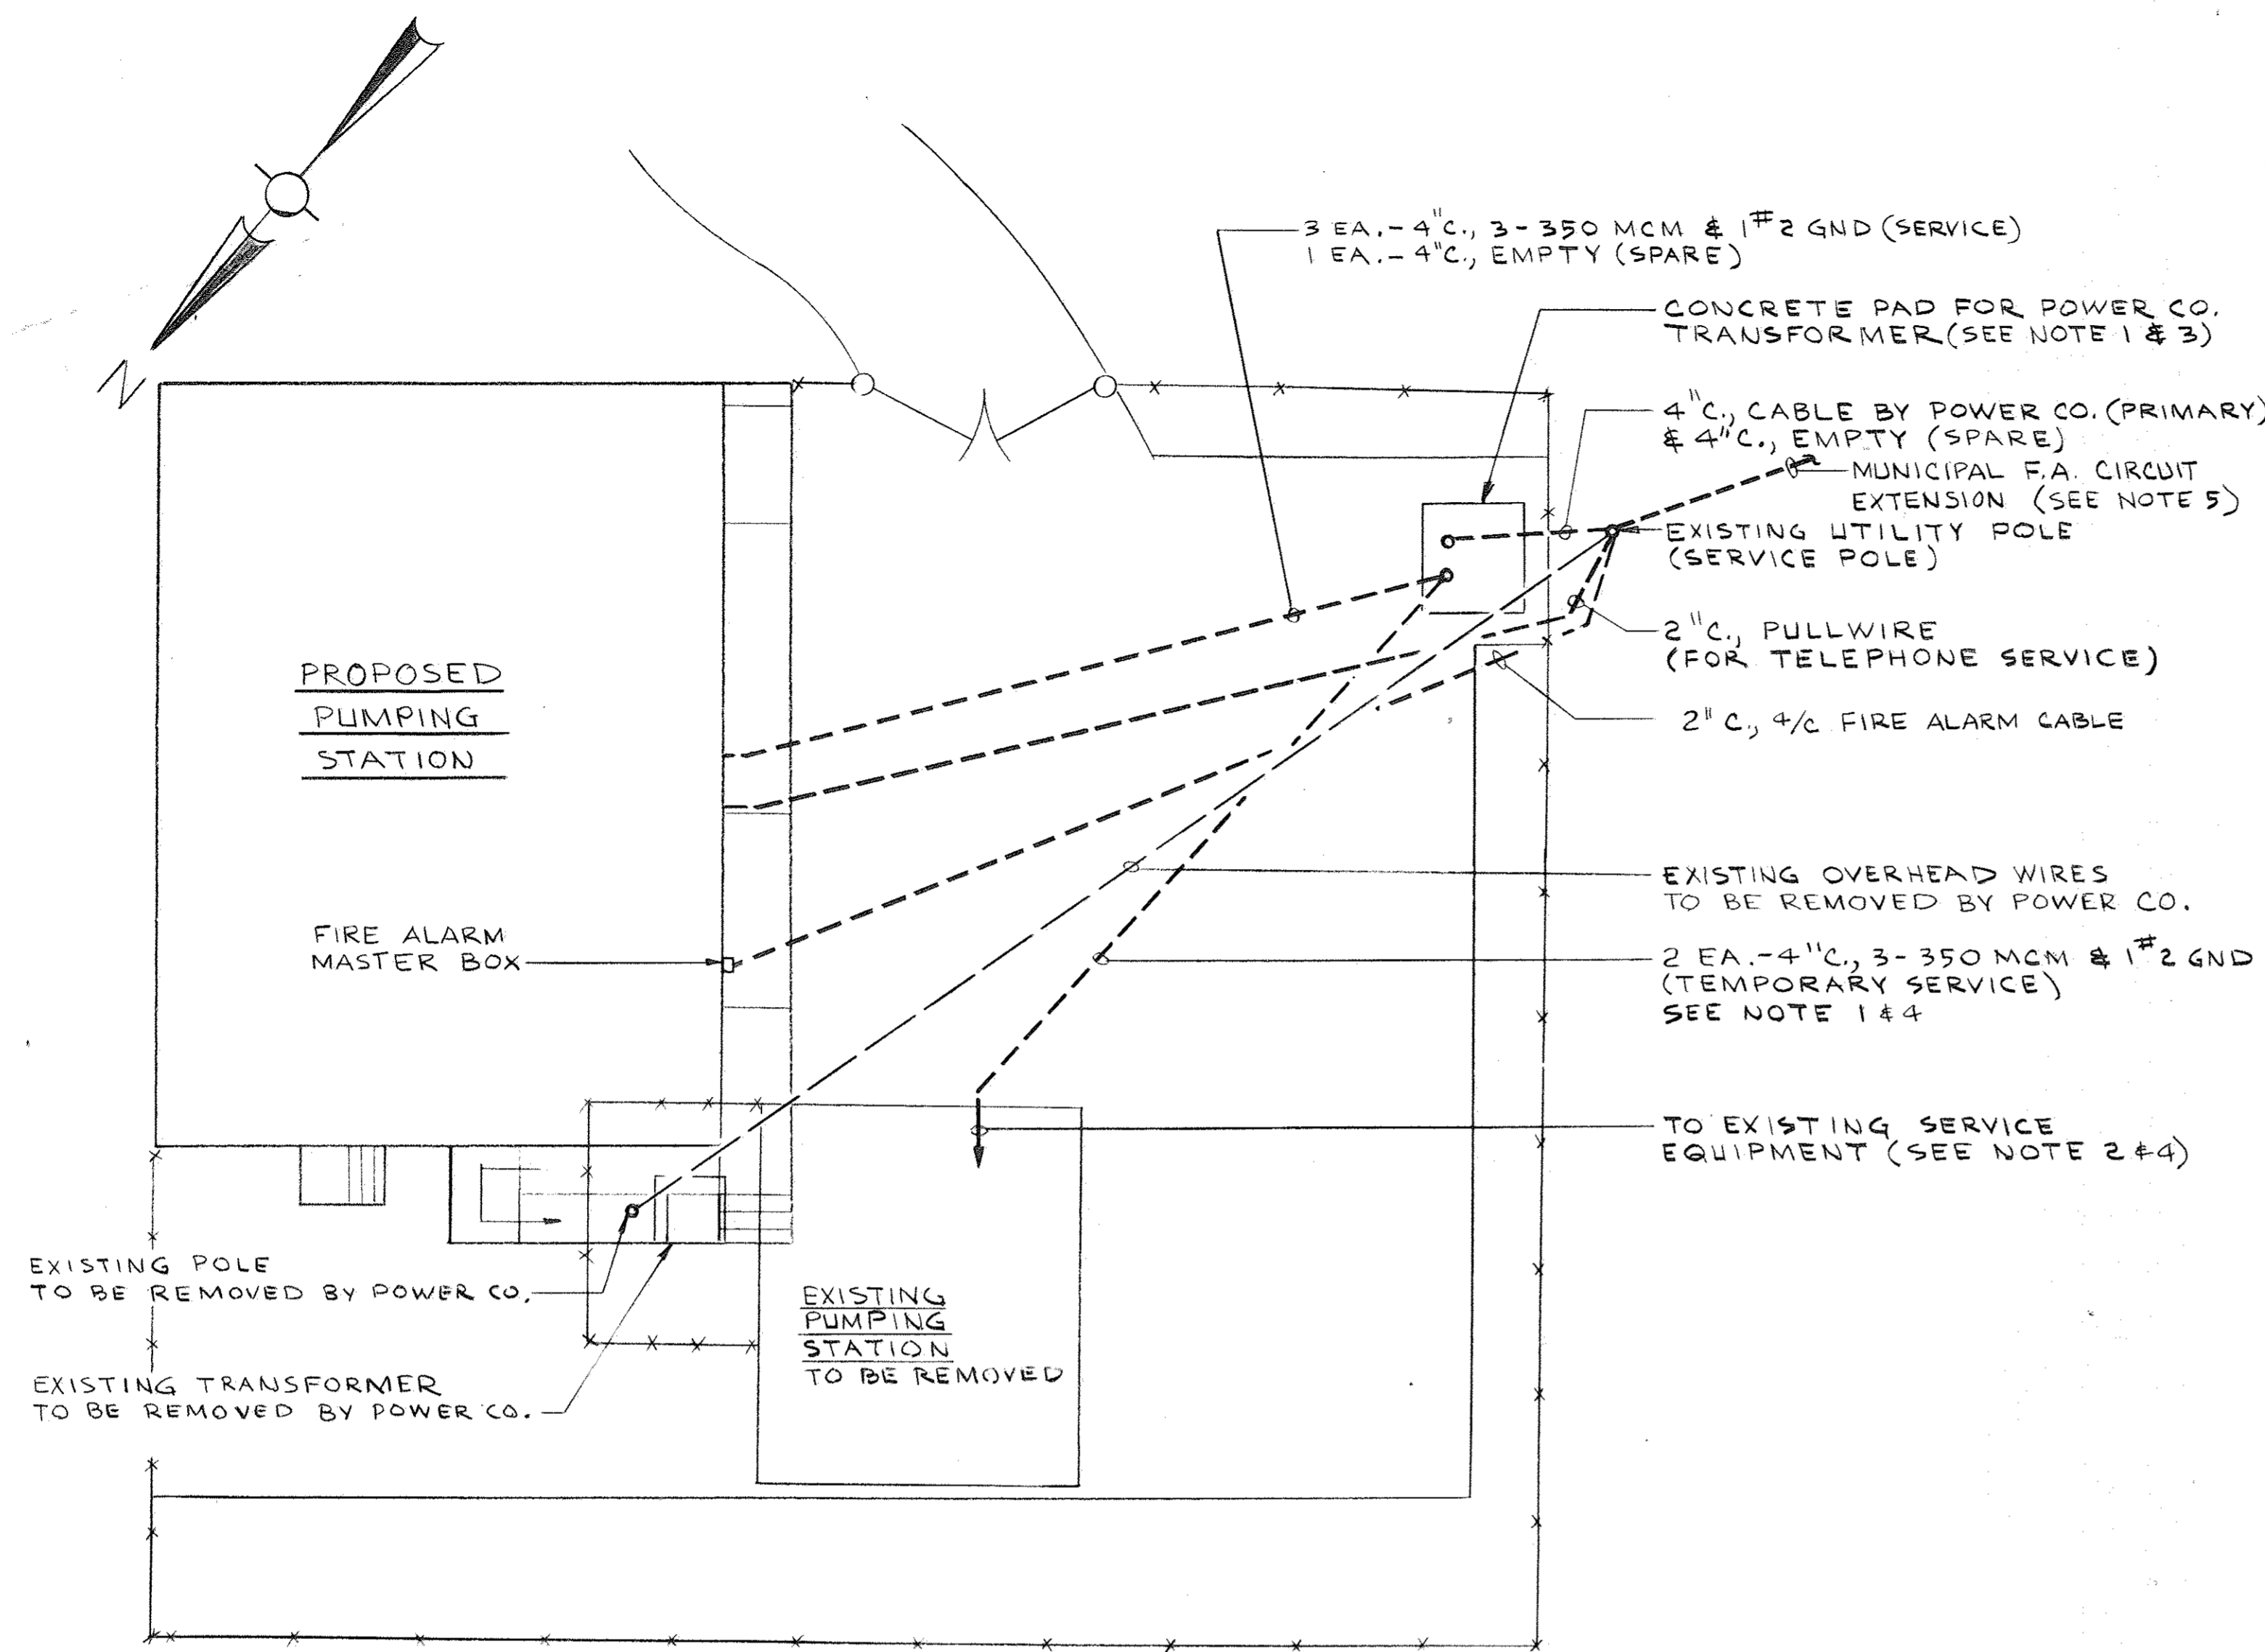 3 EA.- 4"C., 3-350 MCM & 1#2 GND (SERVICE)
1 EA.- 4"C., EMPTY (SPARE)
CONCRETE PAD FOR POWER CO.
TRANSFORMER (SEE NOTE 1 & 3)
N
4"C., CABLE BY POWER CO. (PRIMARY)
& 4"C., EMPTY (SPARE)
MUNICIPAL F.A. CIRCUIT
EXTENSION (SEE NOTE 5)
EXISTING UTILITY POLE
(SERVICE POLE)
2"C., PULLWIRE
(FOR TELEPHONE SERVICE)
PROPOSED
PUMPING
STATION
2" C., 4/C FIRE ALARM CABLE
EXISTING OVERHEAD WIRES
TO BE REMOVED BY POWER CO.
FIRE ALARM
MASTER BOX
2 EA.-4"C., 3-350 MCM & 1#2 GND
(TEMPORARY SERVICE)
SEE NOTE 1 & 4
TO EXISTING SERVICE
EQUIPMENT (SEE NOTE 2 & 4)
EXISTING POLE
TO BE REMOVED BY POWER CO.
EXISTING
PUMPING
STATION
TO BE REMOVED
EXISTING TRANSFORMER
TO BE REMOVED BY POWER CO.